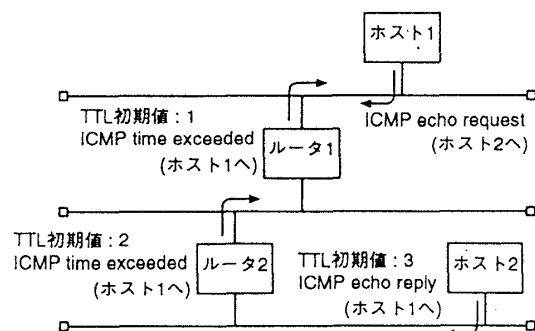 ホスト1
TTL初期値 : 1
ICMP time exceeded
(ホスト1へ)
ICMP echo request
(ホスト2へ)
ルータ1
TTL初期値 : 2
ICMP time exceeded
(ホスト1へ)
ルータ2
TTL初期値 : 3
ICMP echo reply
(ホスト1へ)
ホスト2